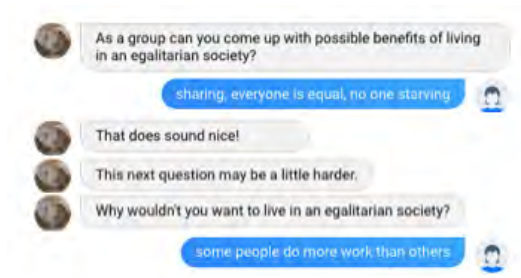 As a group can you come up with possible benefits of living
in an egalitarian society?
sharing, everyone is equal, no one starving
That does sound nice!
This next question may be a little harder.
Why wouldn't you want to live in an egalitarian society?
some people do more work than others